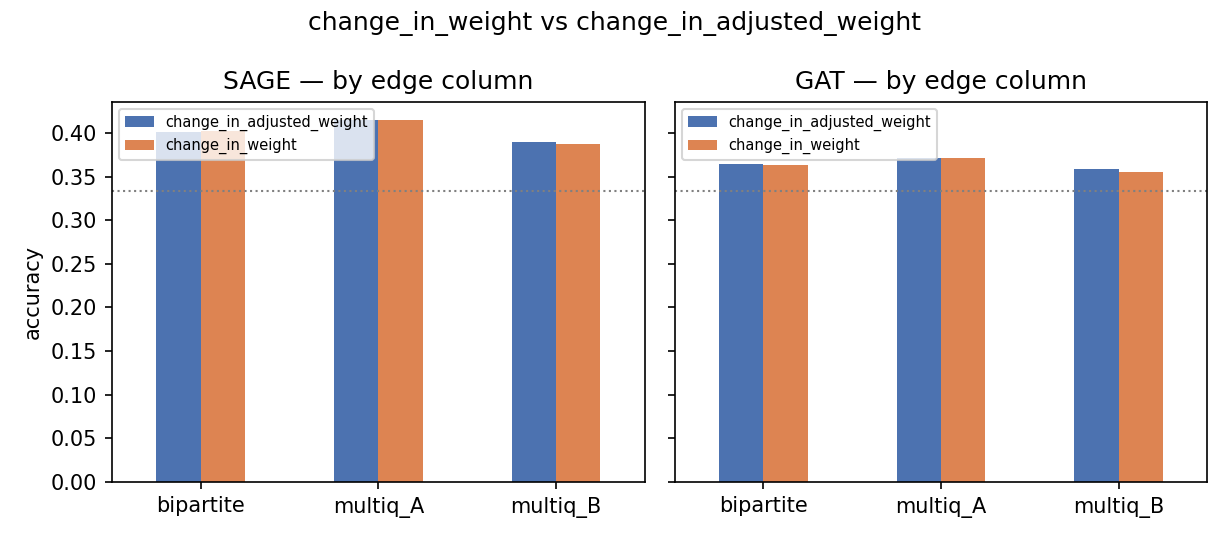 change_in_weight vs change_in_adjusted_weight
SAGE — by edge column
GAT — by edge column
change_in_adjusted_weight
change_in_weight
change_in_adjusted_weight
change_in_weight
accuracy
0.40
0.35
0.30
0.25
0.20
0.15
0.10
0.05
0.00
bipartite
multiq_A
multiq_B
bipartite
multiq_A
multiq_B